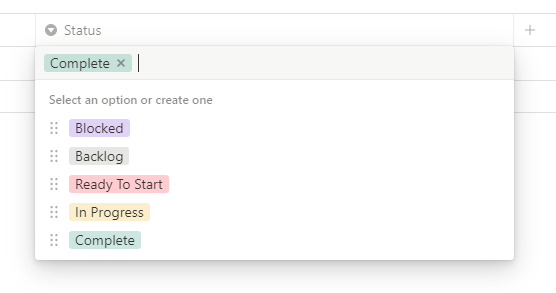 Status
Complete
Select an option or create one
Blocked
Backlog
Ready To Start
In Progress
Complete